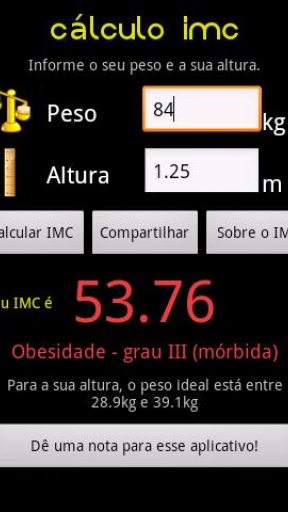 cálculo imc
Informe o seu peso e a sua altura.
Peso 84 kg
Altura 1.25 m
alcular IMC Compartilhar Sobre o IM
u IMC é 53.76
Obesidade - grau III (mórbida)
Para a sua altura, o peso ideal está entre
28.9kg e 39.1kg
Dê uma nota para esse aplicativo!